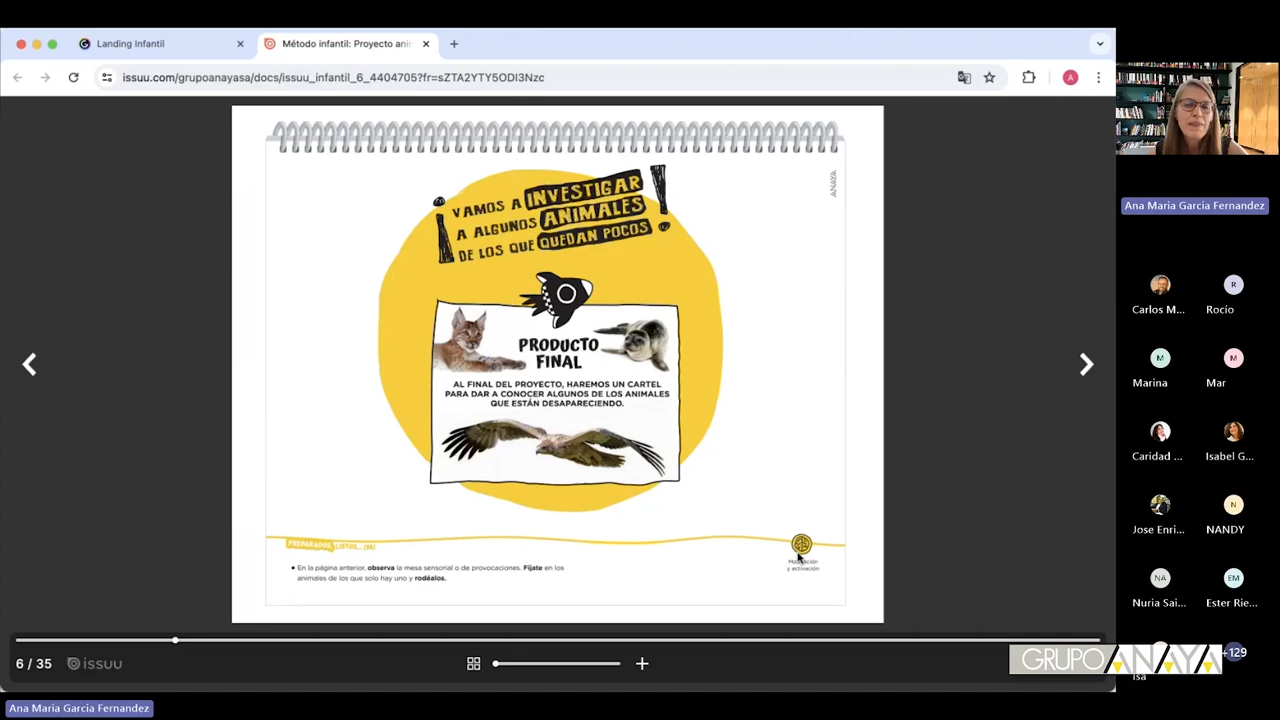 Landing Infantil
Método infantil: Proyecto ani
issuu.com/grupoanayasa/docs/issuu_infantil_6_4404705?fr=sZTA2YTY5ODI3Nzc
A
ANAYA
¡VAMOS A INVESTIGAR
A ALGUNOS ANIMALES
DE LOS QUE QUEDAN POCOS!
PRODUCTO
FINAL
AL FINAL DEL PROYECTO, HAREMOS UN CARTEL
PARA DAR A CONOCER ALGUNOS DE LOS ANIMALES
QUE ESTÁN DESAPARECIENDO.
PREPARADOS, LISTOS... ¡YA!
• En la página anterior, observa la mesa sensorial o de provocaciones. Fíjate en los
animales de los que solo hay uno y rodéalos.
y activación
6 / 35
issuu
Ana Maria Garcia Fernandez
Carlos M...
R
Rocío
M
Marina
M
Mar
Caridad ...
Isabel G...
Jose Enri...
N
NANDY
NA
Nuria Sai...
EM
Ester Rie...
Isa
+129
GRUPO ANAYA
Ana Maria Garcia Fernandez